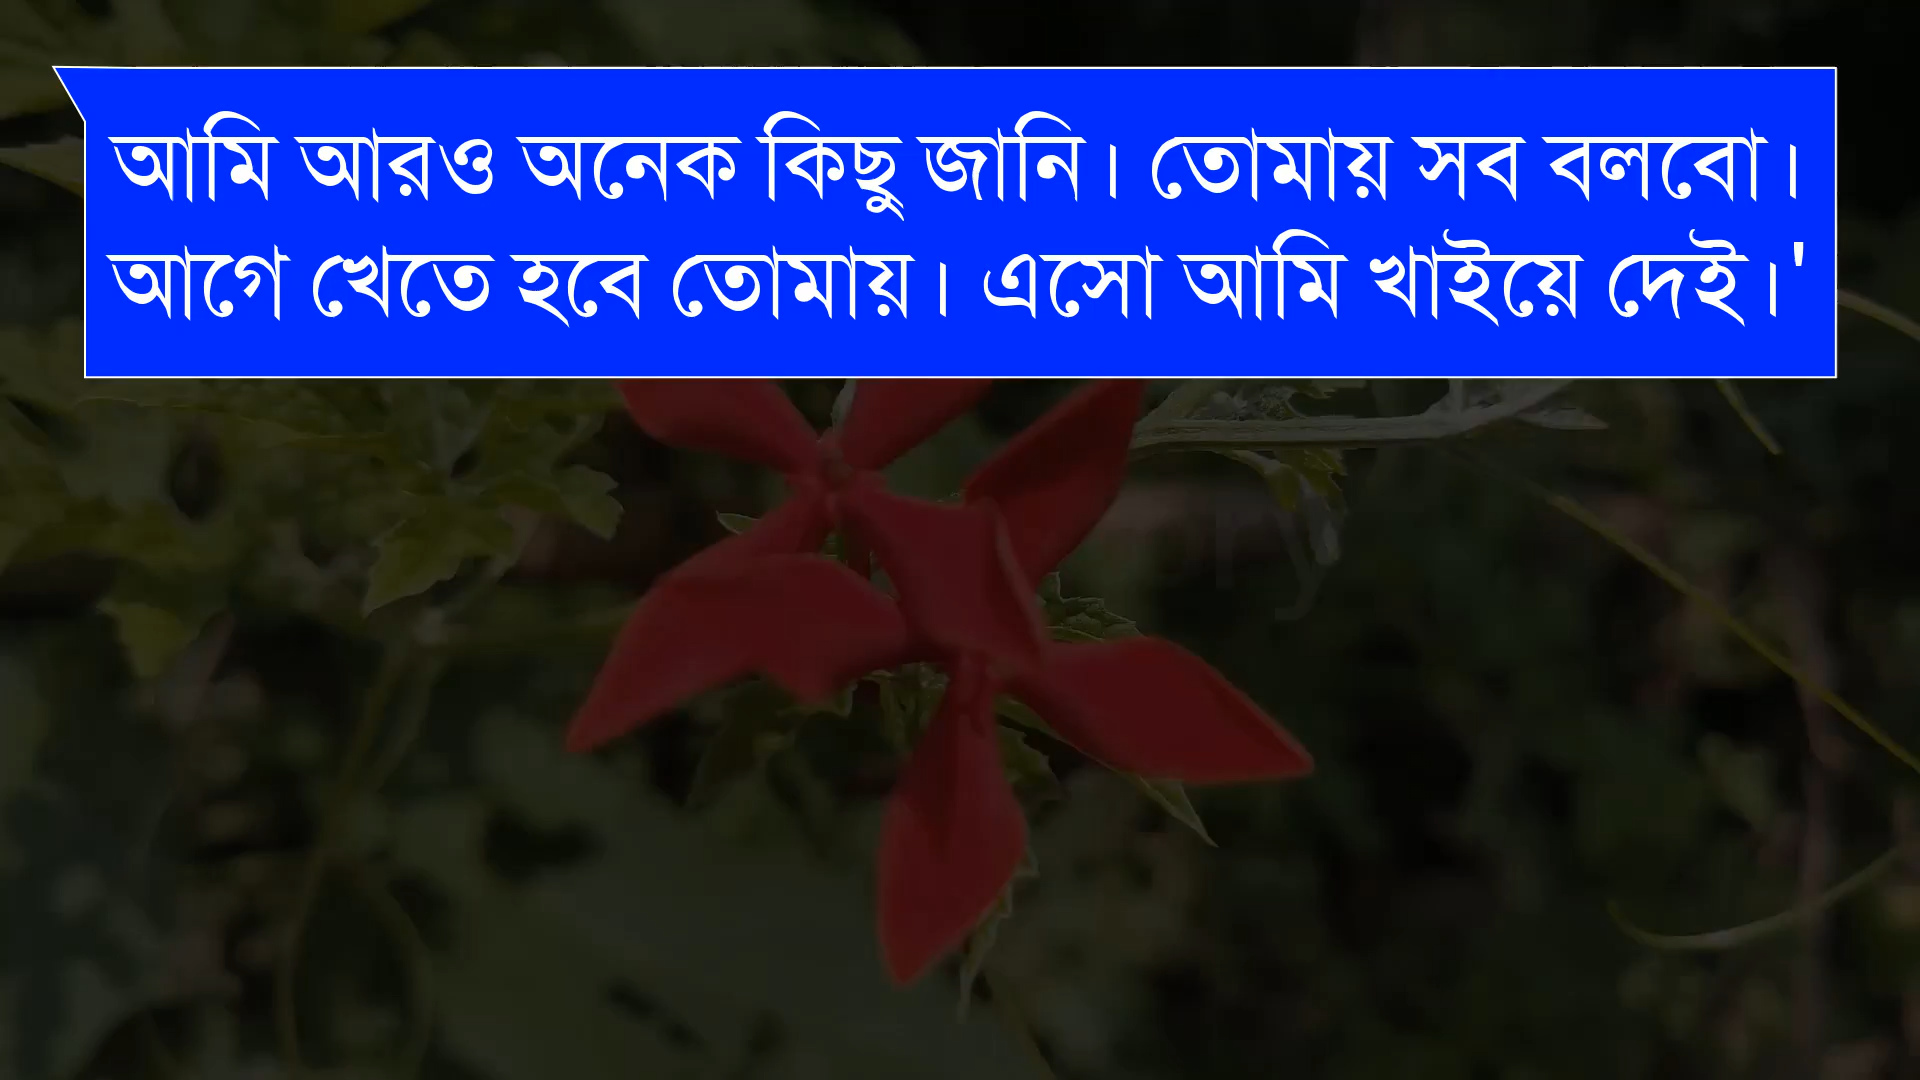 আমি আরও অনেক কিছু জানি। তোমায় সব বলবো।
আগে খেতে হবে তোমায়। এসো আমি খাইয়ে দেই।'